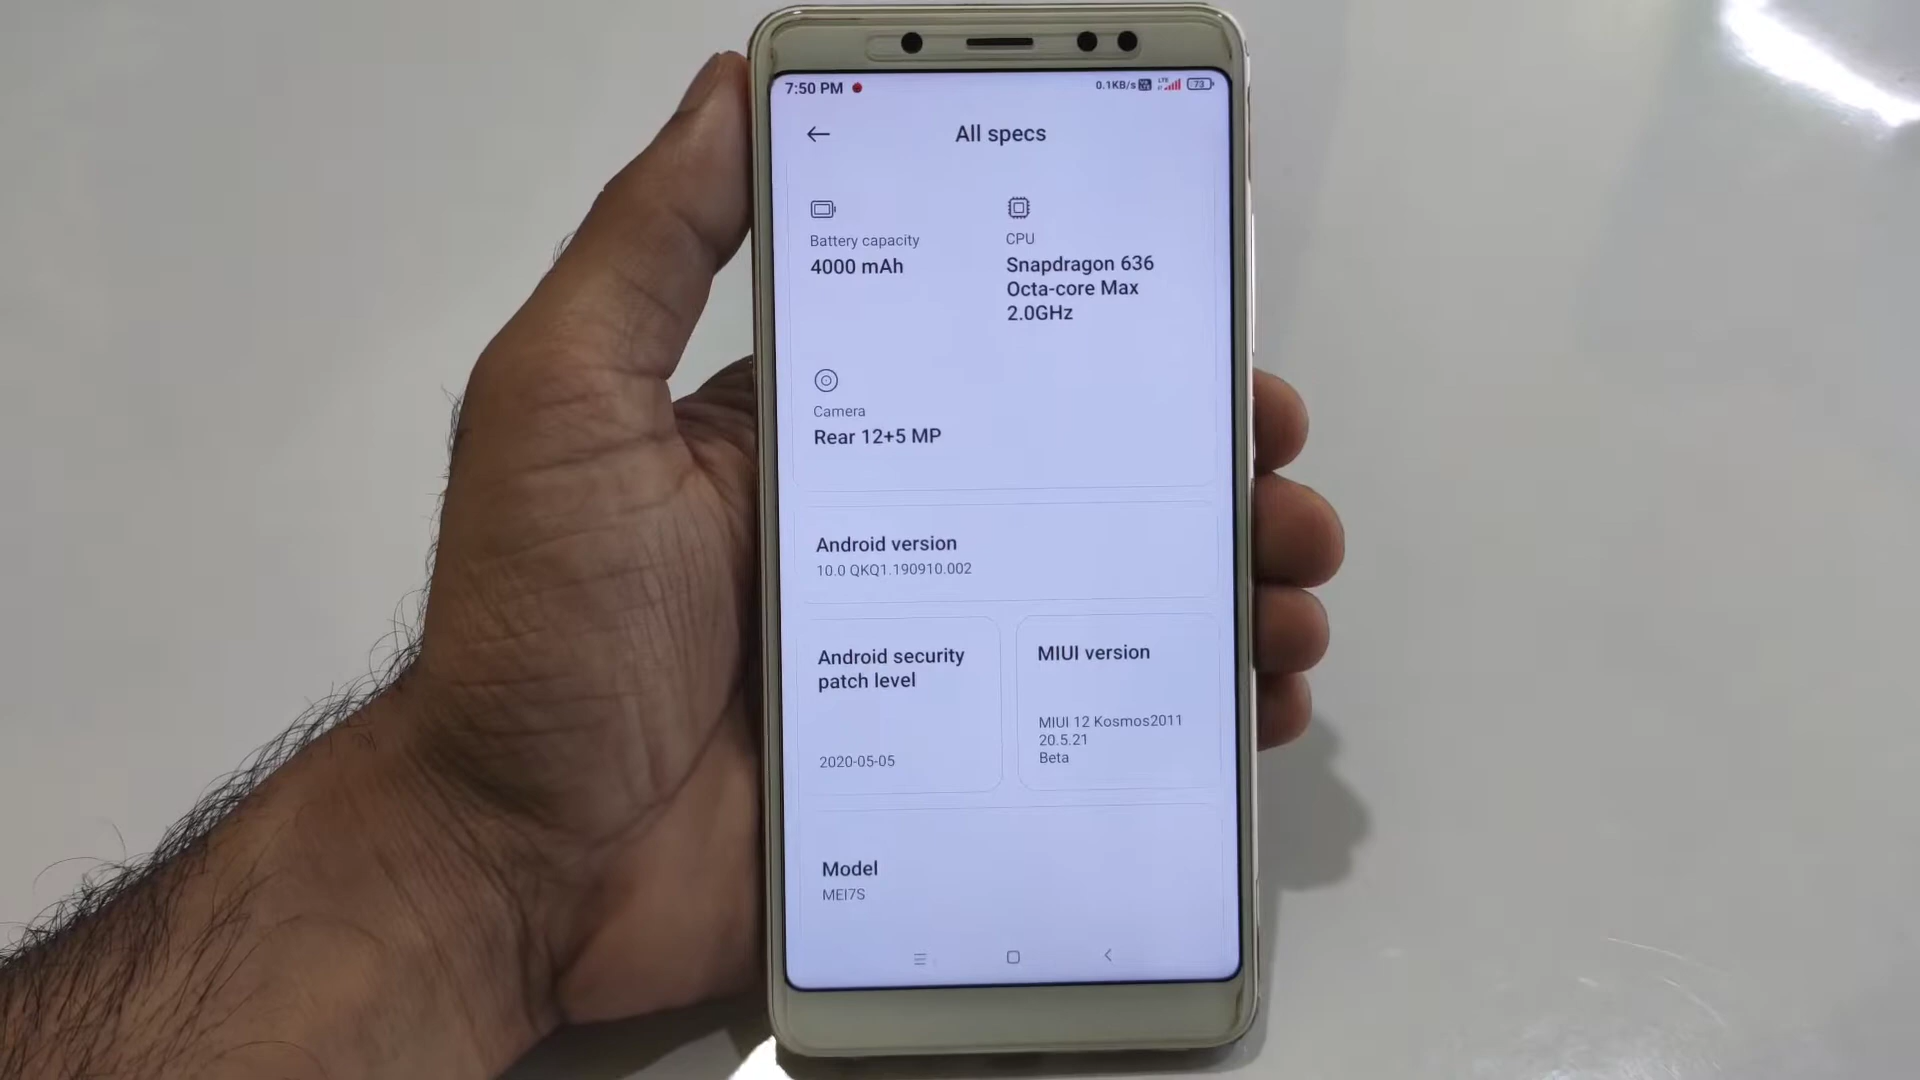 7:50 PM
0.1KB/s
LTE
73
All specs
Battery capacity
4000 mAh
CPU
Snapdragon 636
Octa-core Max
2.0GHz
Camera
Rear 12+5 MP
Android version
10.0 QKQ1.190910.002
Android security
patch level
2020-05-05
MIUI version
MIUI 12 Kosmos2011
20.5.21
Beta
Model
MEI7S